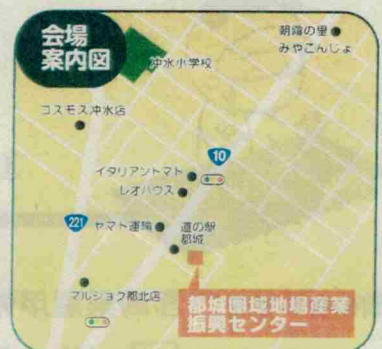 会場
案内図
朝霧の里
みやこんじょ
沖水小学校
コスモス沖水店
10
イタリアントマト
レオハウス
221
ヤマト運輸
道の駅
都城
マルショク都北店
都城圏域地場産業
振興センター